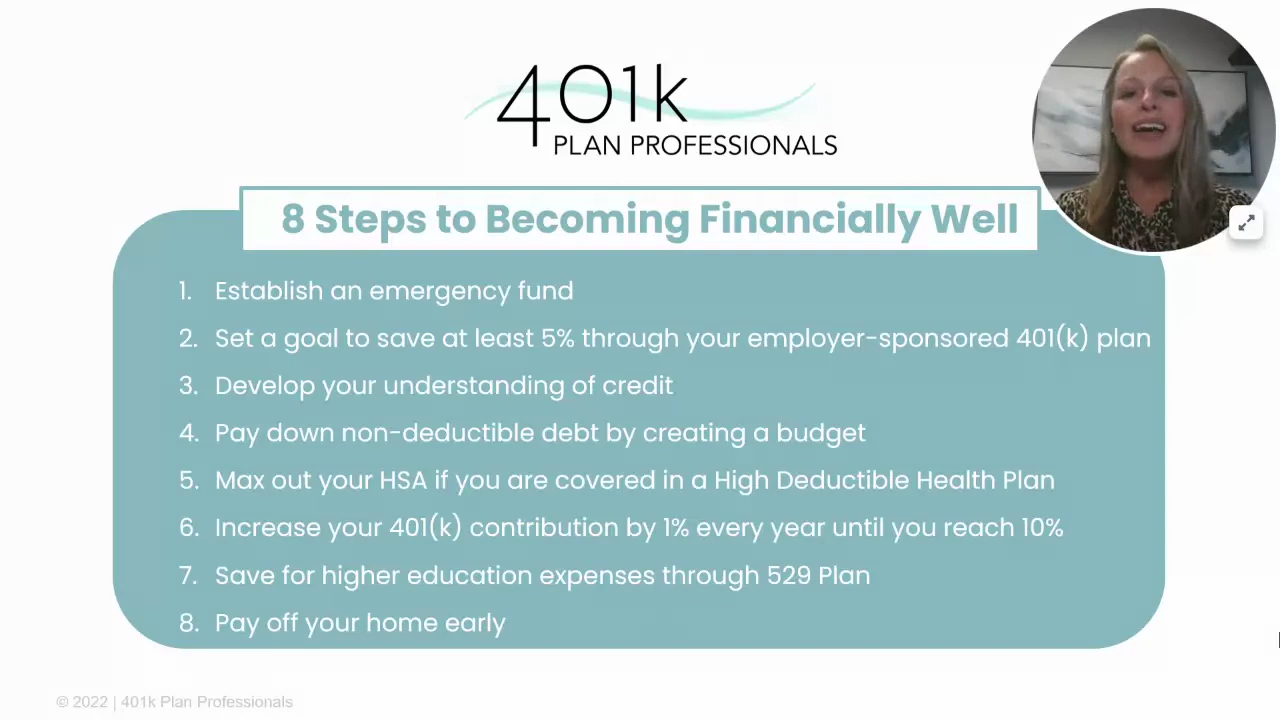 401k
PLAN PROFESSIONALS
8 Steps to Becoming Financially Well
1. Establish an emergency fund
2. Set a goal to save at least 5% through your employer-sponsored 401(k) plan
3. Develop your understanding of credit
4. Pay down non-deductible debt by creating a budget
5. Max out your HSA if you are covered in a High Deductible Health Plan
6. Increase your 401(k) contribution by 1% every year until you reach 10%
7. Save for higher education expenses through 529 Plan
8. Pay off your home early
© 2022 | 401k Plan Professionals